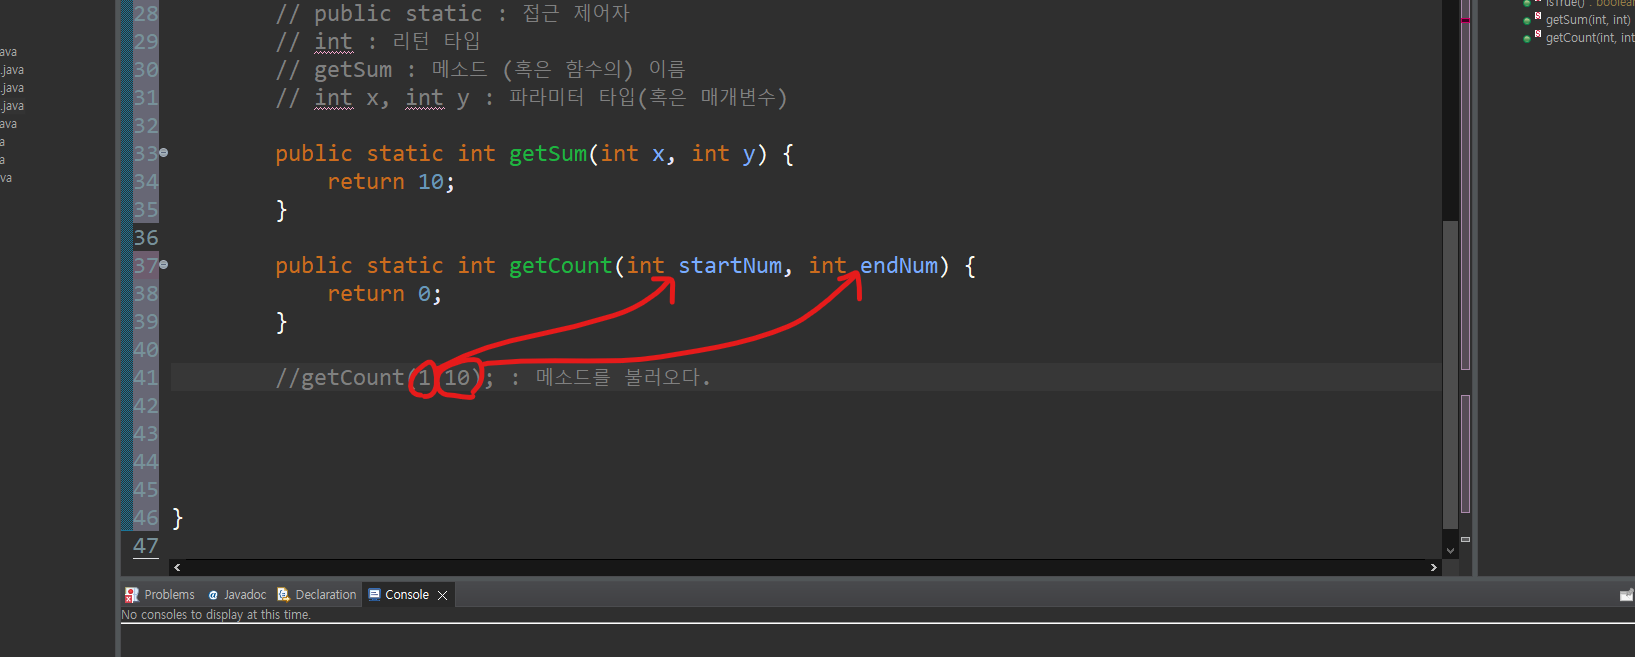 isTrue() : boolean
getSum(int, int)
getCount(int, int
ava
.java
.java
.java
ava
a
a
va
28 // public static : 접근 제어자
29 // int : 리턴 타입
30 // getSum : 메소드 (혹은 함수의) 이름
31 // int x, int y : 파라미터 타입(혹은 매개변수)
32
33 public static int getSum(int x, int y) {
34 return 10;
35 }
36
37 public static int getCount(int startNum, int endNum) {
38 return 0;
39 }
40
41 //getCount(1 10); : 메소드를 불러오다.
42
43
44
45
46 }
47
Problems @ Javadoc Declaration Console
No consoles to display at this time.